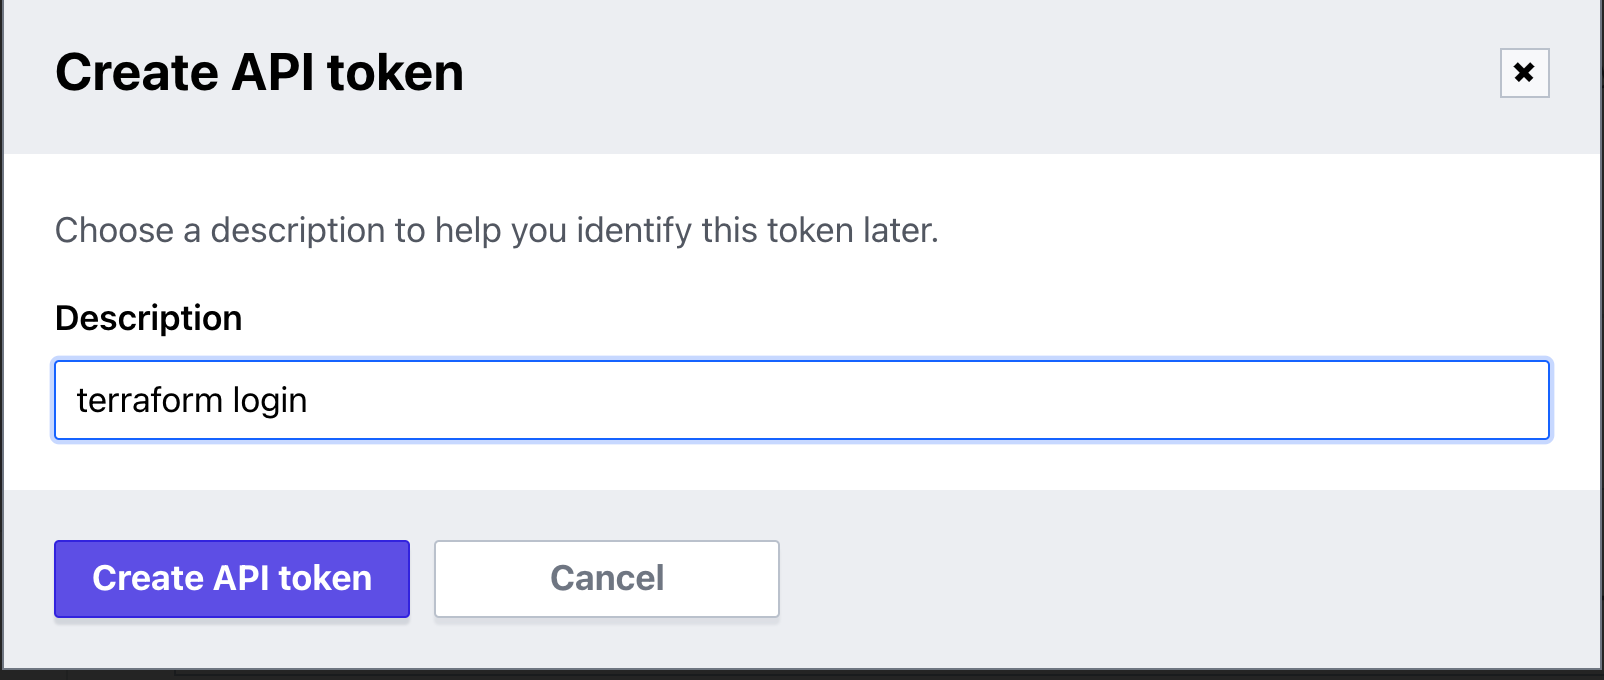 Create API token
Choose a description to help you identify this token later.
Description
terraform login
Create API token
Cancel